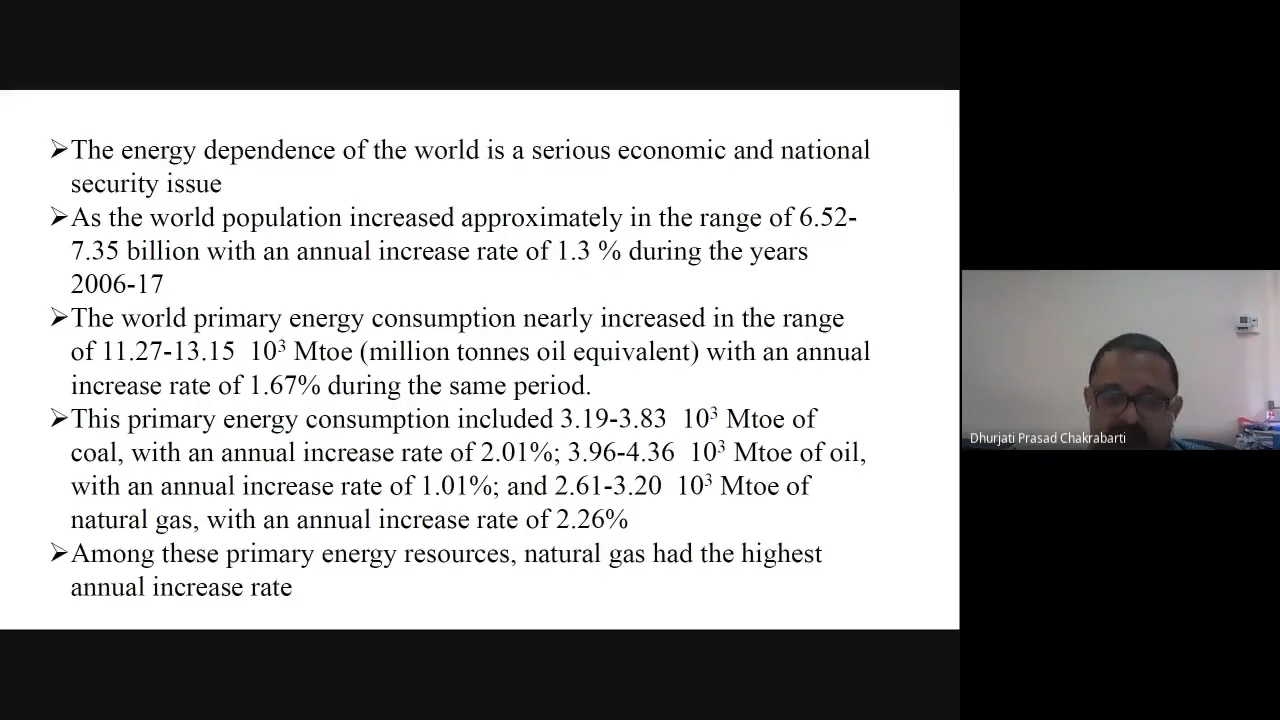 ➢The energy dependence of the world is a serious economic and national
security issue
➢As the world population increased approximately in the range of 6.52-
7.35 billion with an annual increase rate of 1.3 % during the years
2006-17
➢The world primary energy consumption nearly increased in the range
of 11.27-13.15  10³ Mtoe (million tonnes oil equivalent) with an annual
increase rate of 1.67% during the same period.
➢This primary energy consumption included 3.19-3.83  10³ Mtoe of
coal, with an annual increase rate of 2.01%; 3.96-4.36  10³ Mtoe of oil,
with an annual increase rate of 1.01%; and 2.61-3.20  10³ Mtoe of
natural gas, with an annual increase rate of 2.26%
➢Among these primary energy resources, natural gas had the highest
annual increase rate
Dhurjati Prasad Chakrabarti